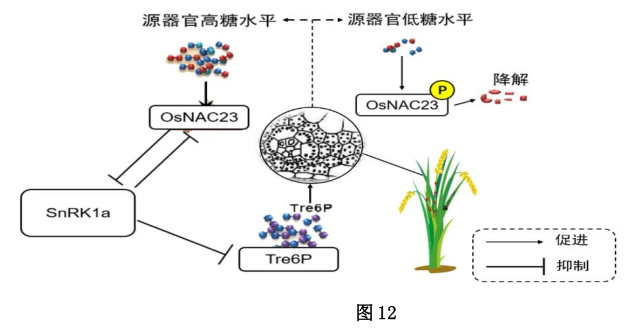 源器官高糖水平
源器官低糖水平
P
OsNAC23
OsNAC23
降解
SnRK1a
Tre6P
Tre6P
促进
抑制
图12